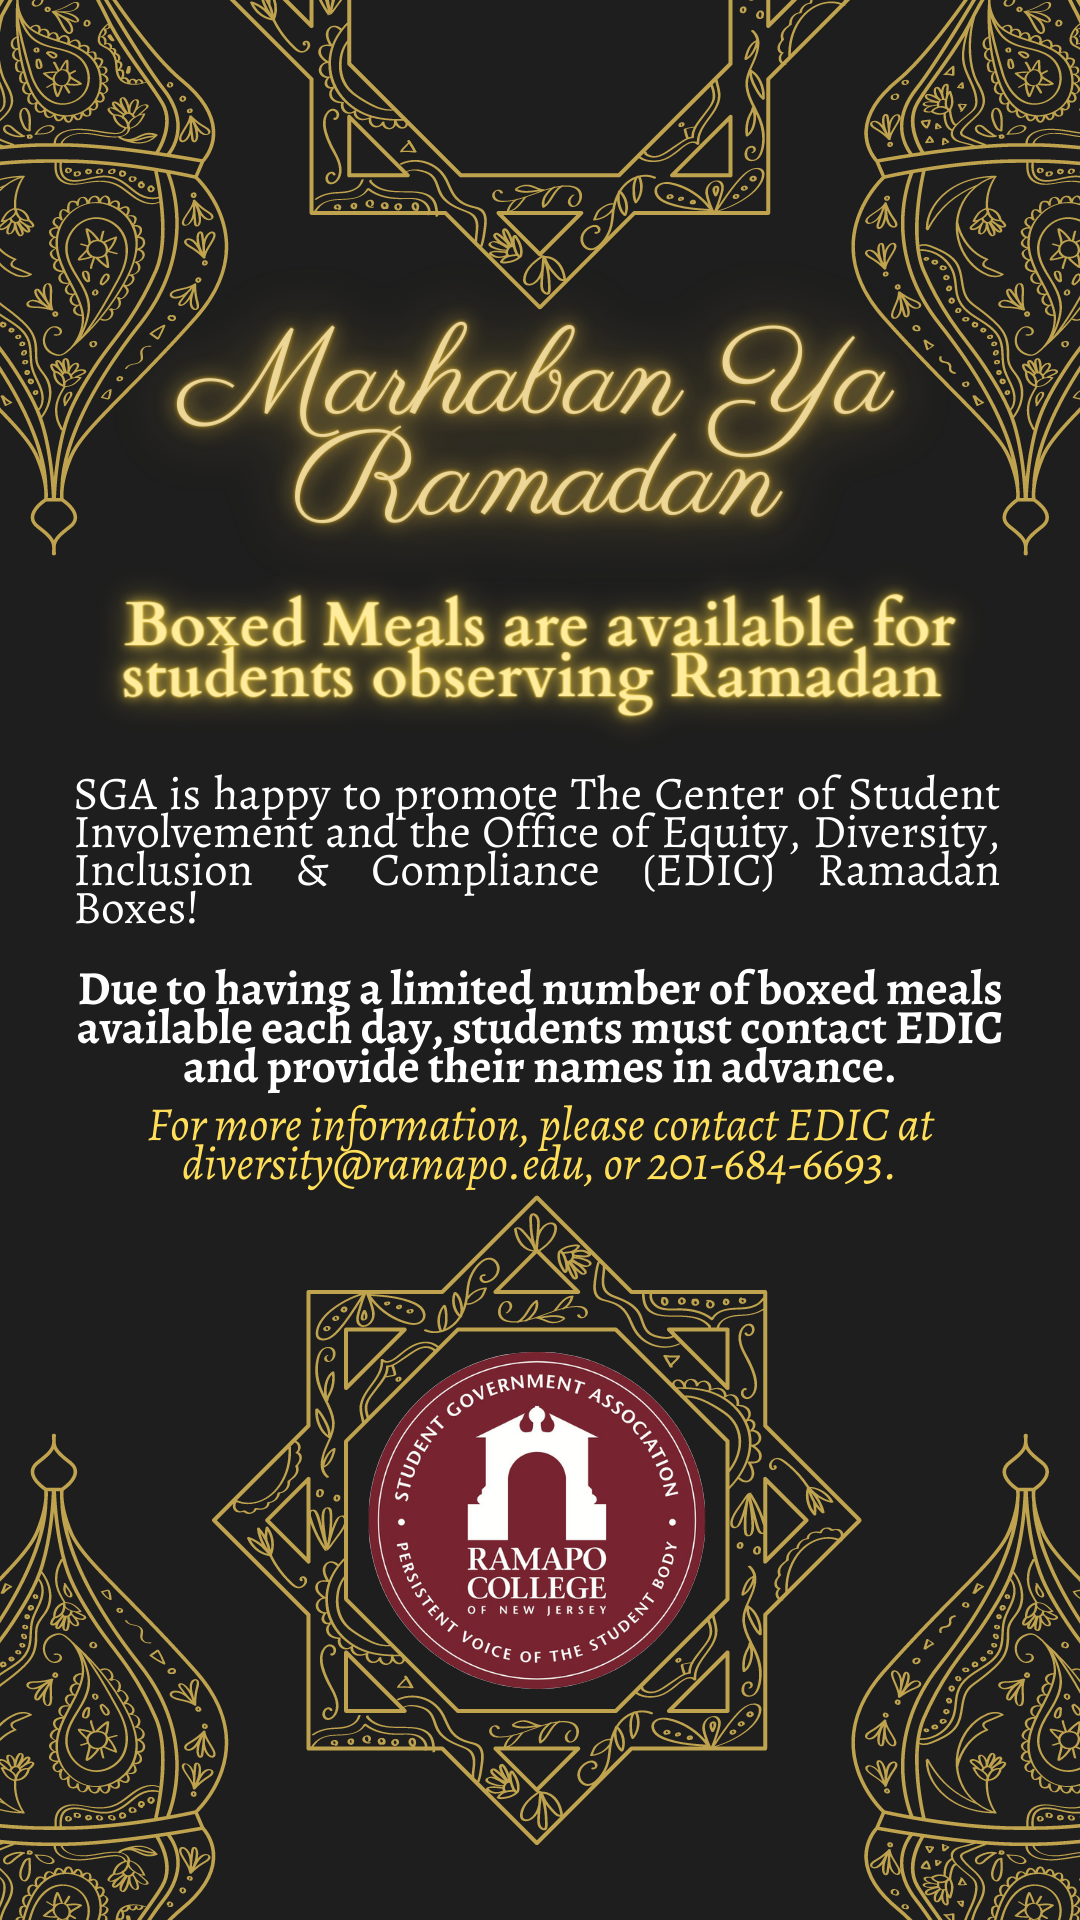 Marhaban Ya
Ramadan
Boxed Meals are available for
students observing Ramadan
SGA is happy to promote The Center of Student
Involvement and the Office of Equity, Diversity,
Inclusion & Compliance (EDIC) Ramadan
Boxes!
Due to having a limited number of boxed meals
available each day, students must contact EDIC
and provide their names in advance.
For more information, please contact EDIC at
diversity@ramapo.edu, or 201-684-6693.
• STUDENT GOVERNMENT ASSOCIATION •
RAMAPO
COLLEGE
OF NEW JERSEY
PERSISTENT VOICE OF THE STUDENT BODY